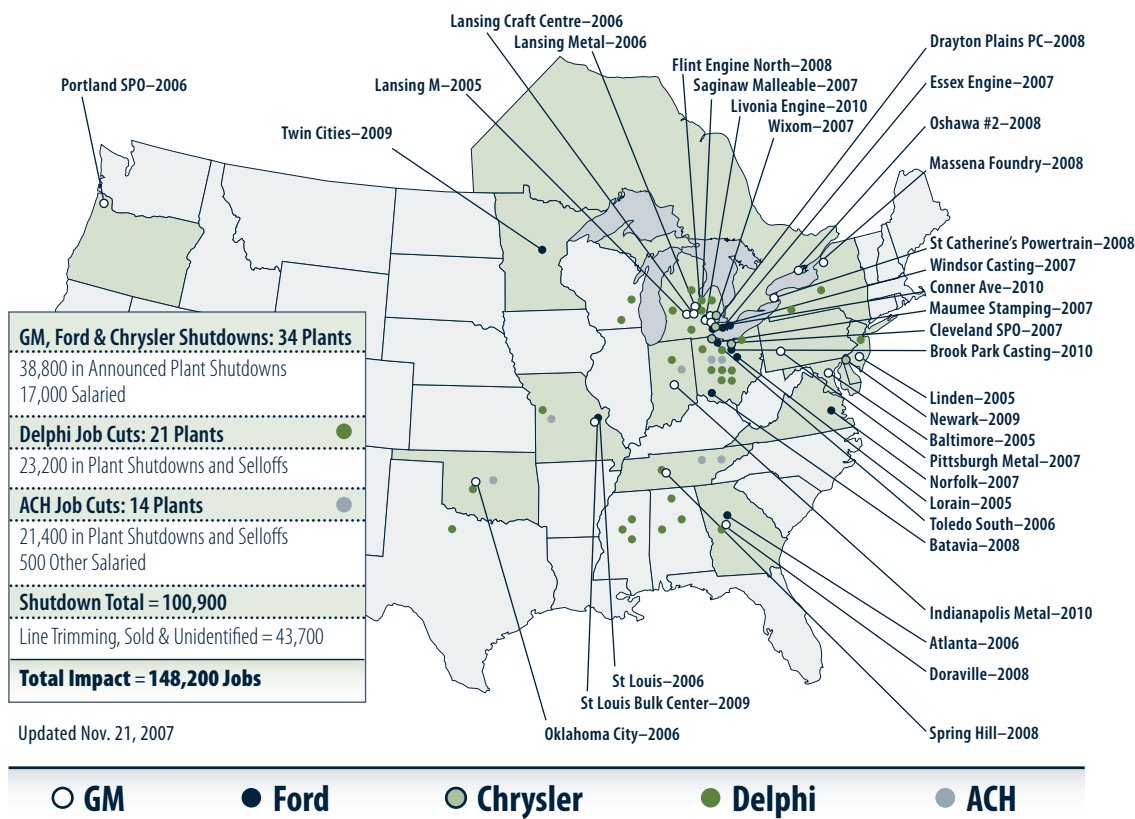 Lansing Craft Centre–2006
Lansing Metal–2006
Drayton Plains PC–2008
Flint Engine North–2008
Portland SPO–2006
Lansing M–2005
Saginaw Malleable–2007
Essex Engine–2007
Livonia Engine–2010
Wixom–2007
Oshawa #2–2008
Twin Cities–2009
Massena Foundry–2008
St Catherine's Powertrain–2008
Windsor Casting–2007
Conner Ave–2010
Maumee Stamping–2007
Cleveland SPO–2007
Brook Park Casting–2010
Linden–2005
Newark–2009
Baltimore–2005
Pittsburgh Metal–2007
Norfolk–2007
Lorain–2005
Toledo South–2006
Batavia–2008
Indianapolis Metal–2010
Atlanta–2006
Doraville–2008
Spring Hill–2008
St Louis–2006
St Louis Bulk Center–2009
Oklahoma City–2006
GM, Ford & Chrysler Shutdowns: 34 Plants
38,800 in Announced Plant Shutdowns
17,000 Salaried
Delphi Job Cuts: 21 Plants
23,200 in Plant Shutdowns and Selloffs
ACH Job Cuts: 14 Plants
21,400 in Plant Shutdowns and Selloffs
500 Other Salaried
Shutdown Total = 100,900
Line Trimming, Sold & Unidentified = 43,700
Total Impact = 148,200 Jobs
Updated Nov. 21, 2007
GM
Ford
Chrysler
Delphi
ACH